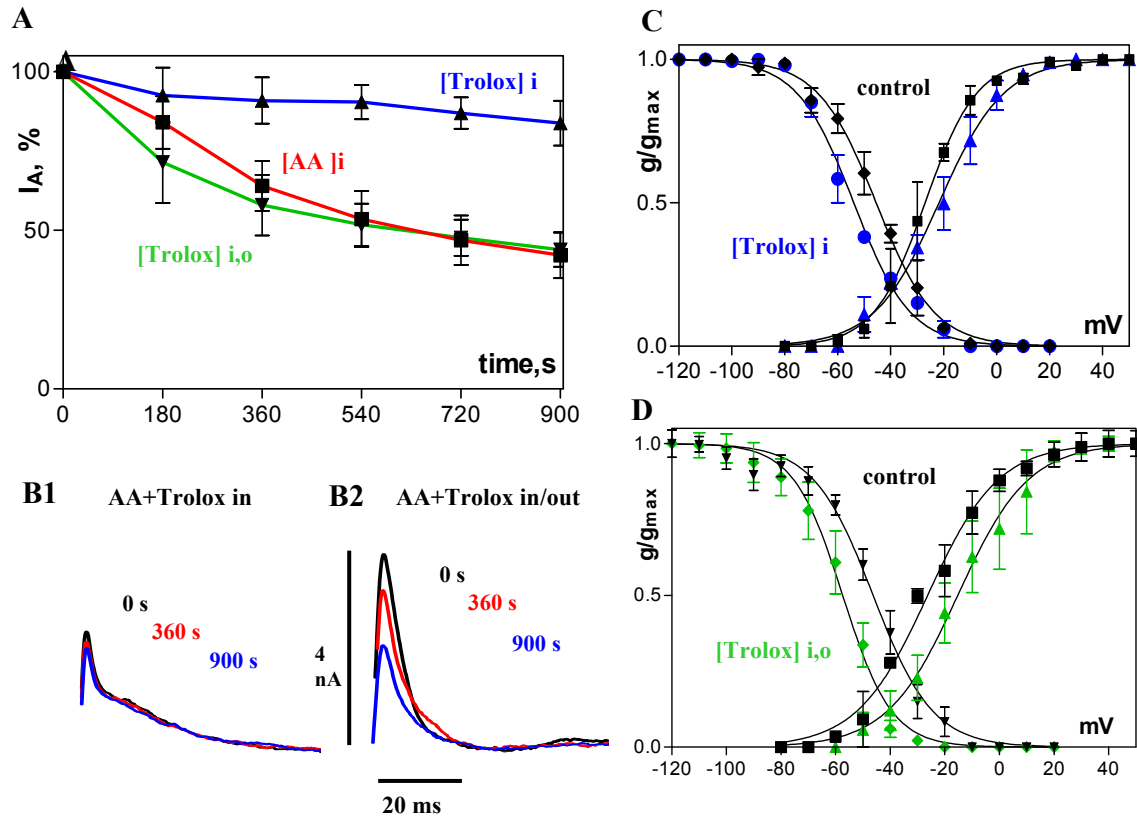 A
I_A, %
100
50
0
[Trolox] i
[AA ]i
[Trolox] i,o
time,s
0 180 360 540 720 900
B1 AA+Trolox in
0 s
360 s
900 s
B2 AA+Trolox in/out
0 s
360 s
900 s
4
nA
20 ms
C
g/gmax
1.0
0.5
0.0
control
[Trolox] i
mV
-120 -100 -80 -60 -40 -20 0 20 40
D
g/gmax
1.0
0.5
0.0
control
[Trolox] i,o
mV
-120 -100 -80 -60 -40 -20 0 20 40